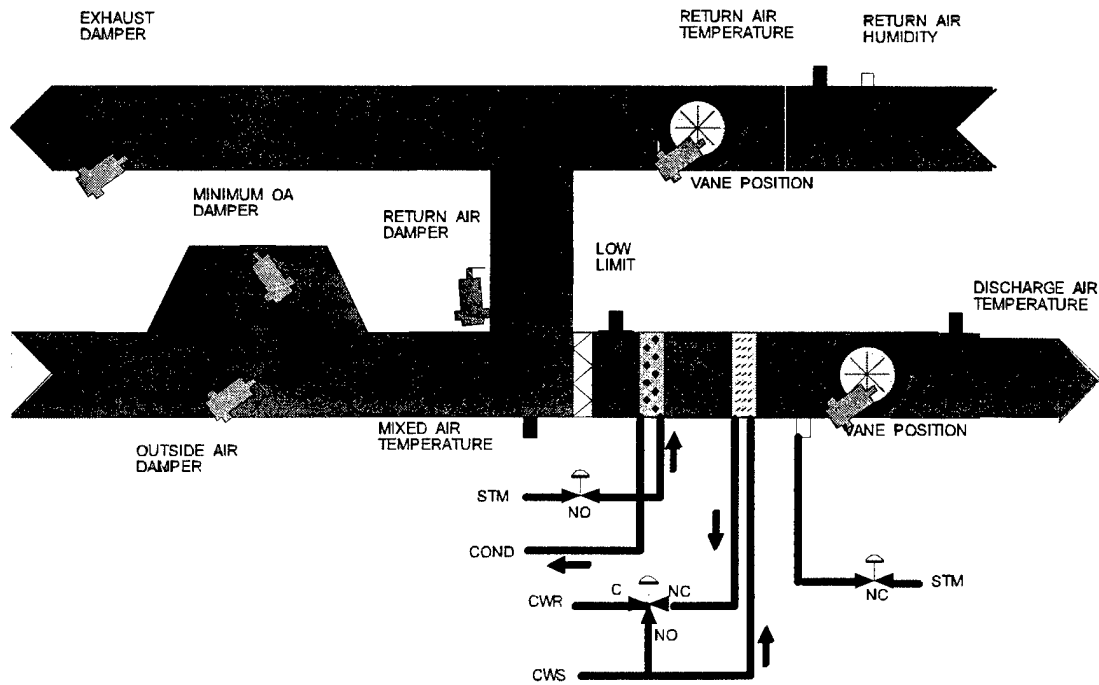 EXHAUST
DAMPER
RETURN AIR
TEMPERATURE
RETURN AIR
HUMIDITY
VANE POSITION
MINIMUM OA
DAMPER
RETURN AIR
DAMPER
LOW
LIMIT
DISCHARGE AIR
TEMPERATURE
MIXED AIR
TEMPERATURE
VANE POSITION
OUTSIDE AIR
DAMPER
STM
NO
COND
STM
NC
C
NC
CWR
NO
CWS